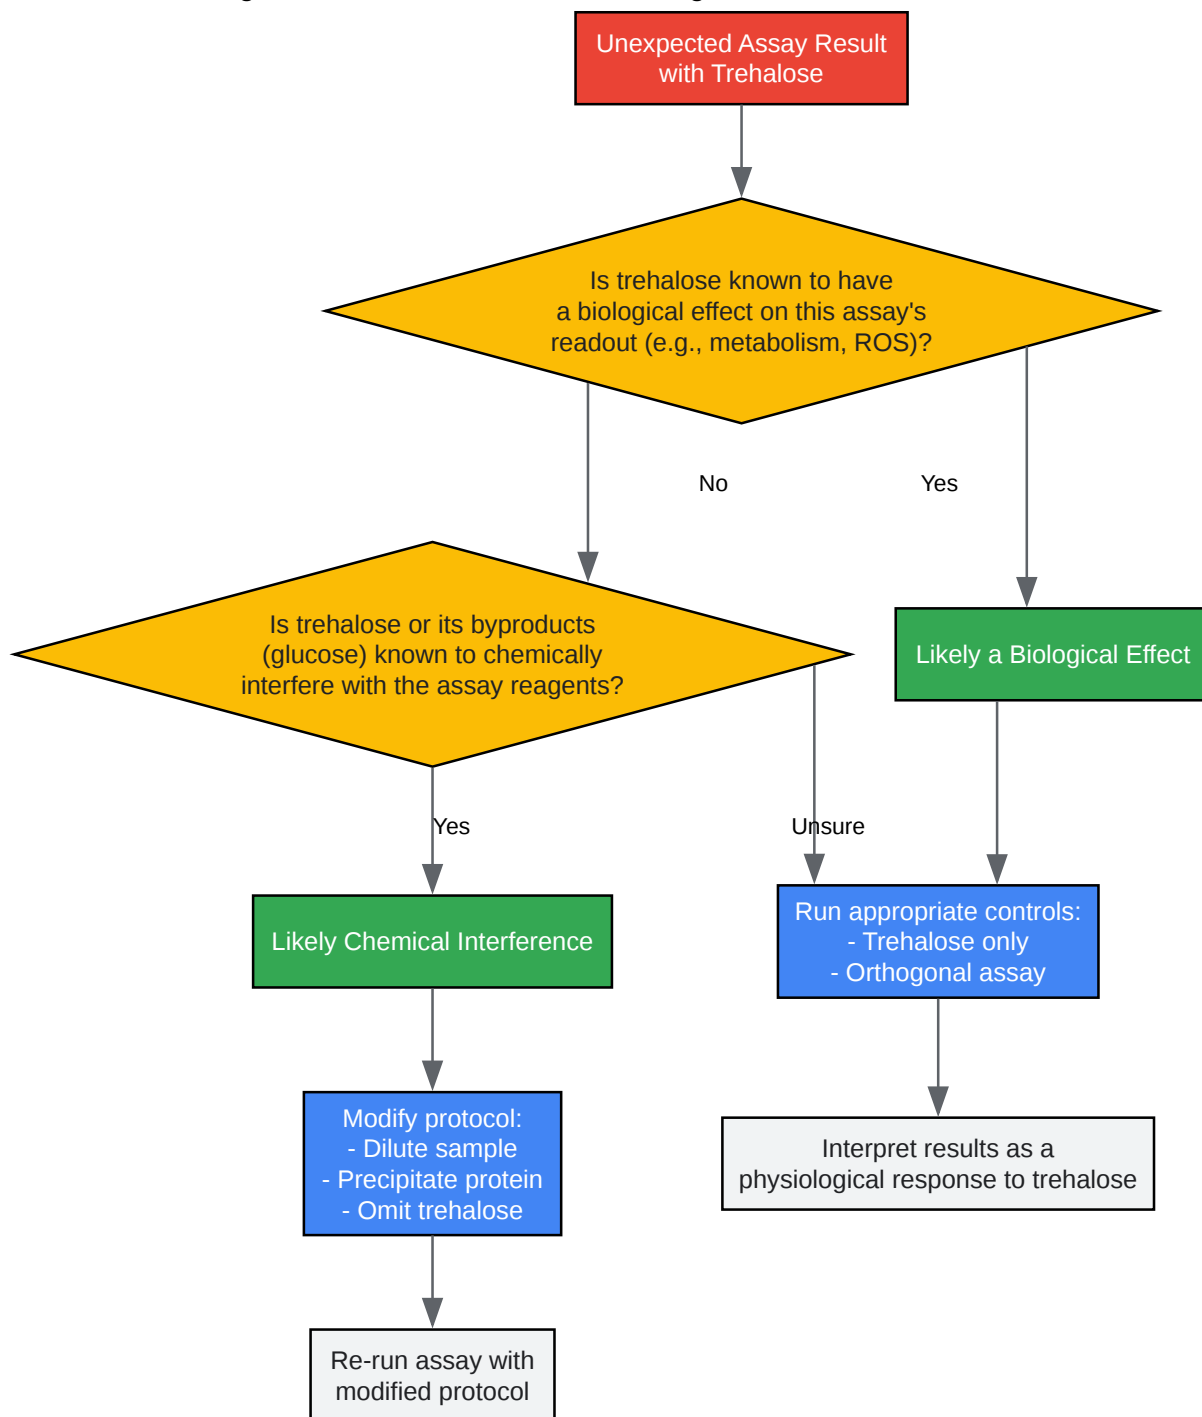 Unexpected Assay Result
with Trehalose
Is trehalose known to have
a biological effect on this assay's
readout (e.g., metabolism, ROS)?
No
Yes
Is trehalose or its byproducts
(glucose) known to chemically
interfere with the assay reagents?
Likely a Biological Effect
Yes
Unsure
Likely Chemical Interference
Run appropriate controls:
- Trehalose only
- Orthogonal assay
Modify protocol:
- Dilute sample
- Precipitate protein
- Omit trehalose
Interpret results as a
physiological response to trehalose
Re-run assay with
modified protocol